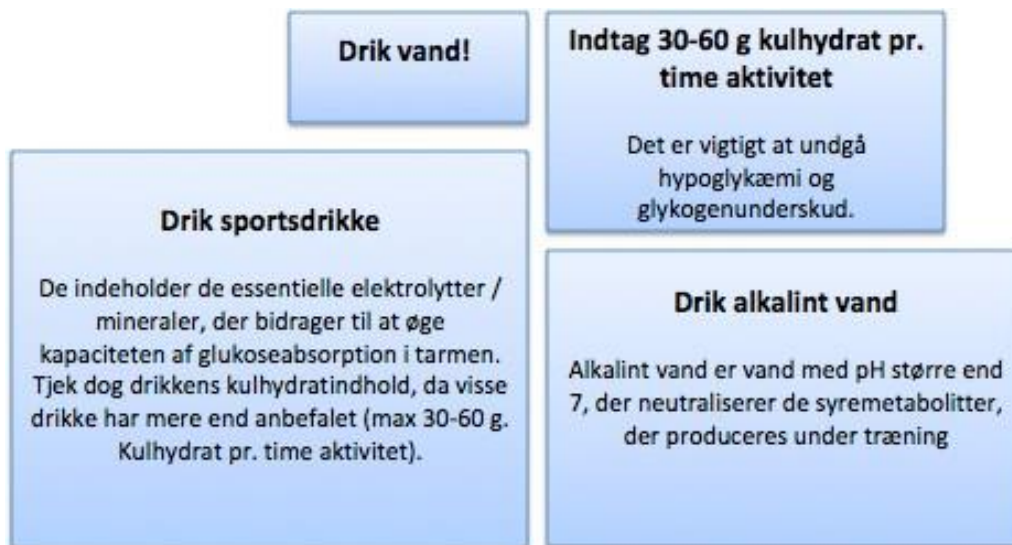 Drik vand!
Indtag 30-60 g kulhydrat pr.
time aktivitet
Det er vigtigt at undgå
hypoglykæmi og
glykogenunderskud.
Drik sportsdrikke
De indeholder de essentielle elektrolytter /
mineraler, der bidrager til at øge
kapaciteten af glukoseabsorption i tarmen.
Tjek dog drikkens kulhydratindhold, da visse
drikke har mere end anbefalet (max 30-60 g.
Kulhydrat pr. time aktivitet).
Drik alkalint vand
Alkalint vand er vand med pH større end
7, der neutraliserer de syremetabolitter,
der produceres under træning